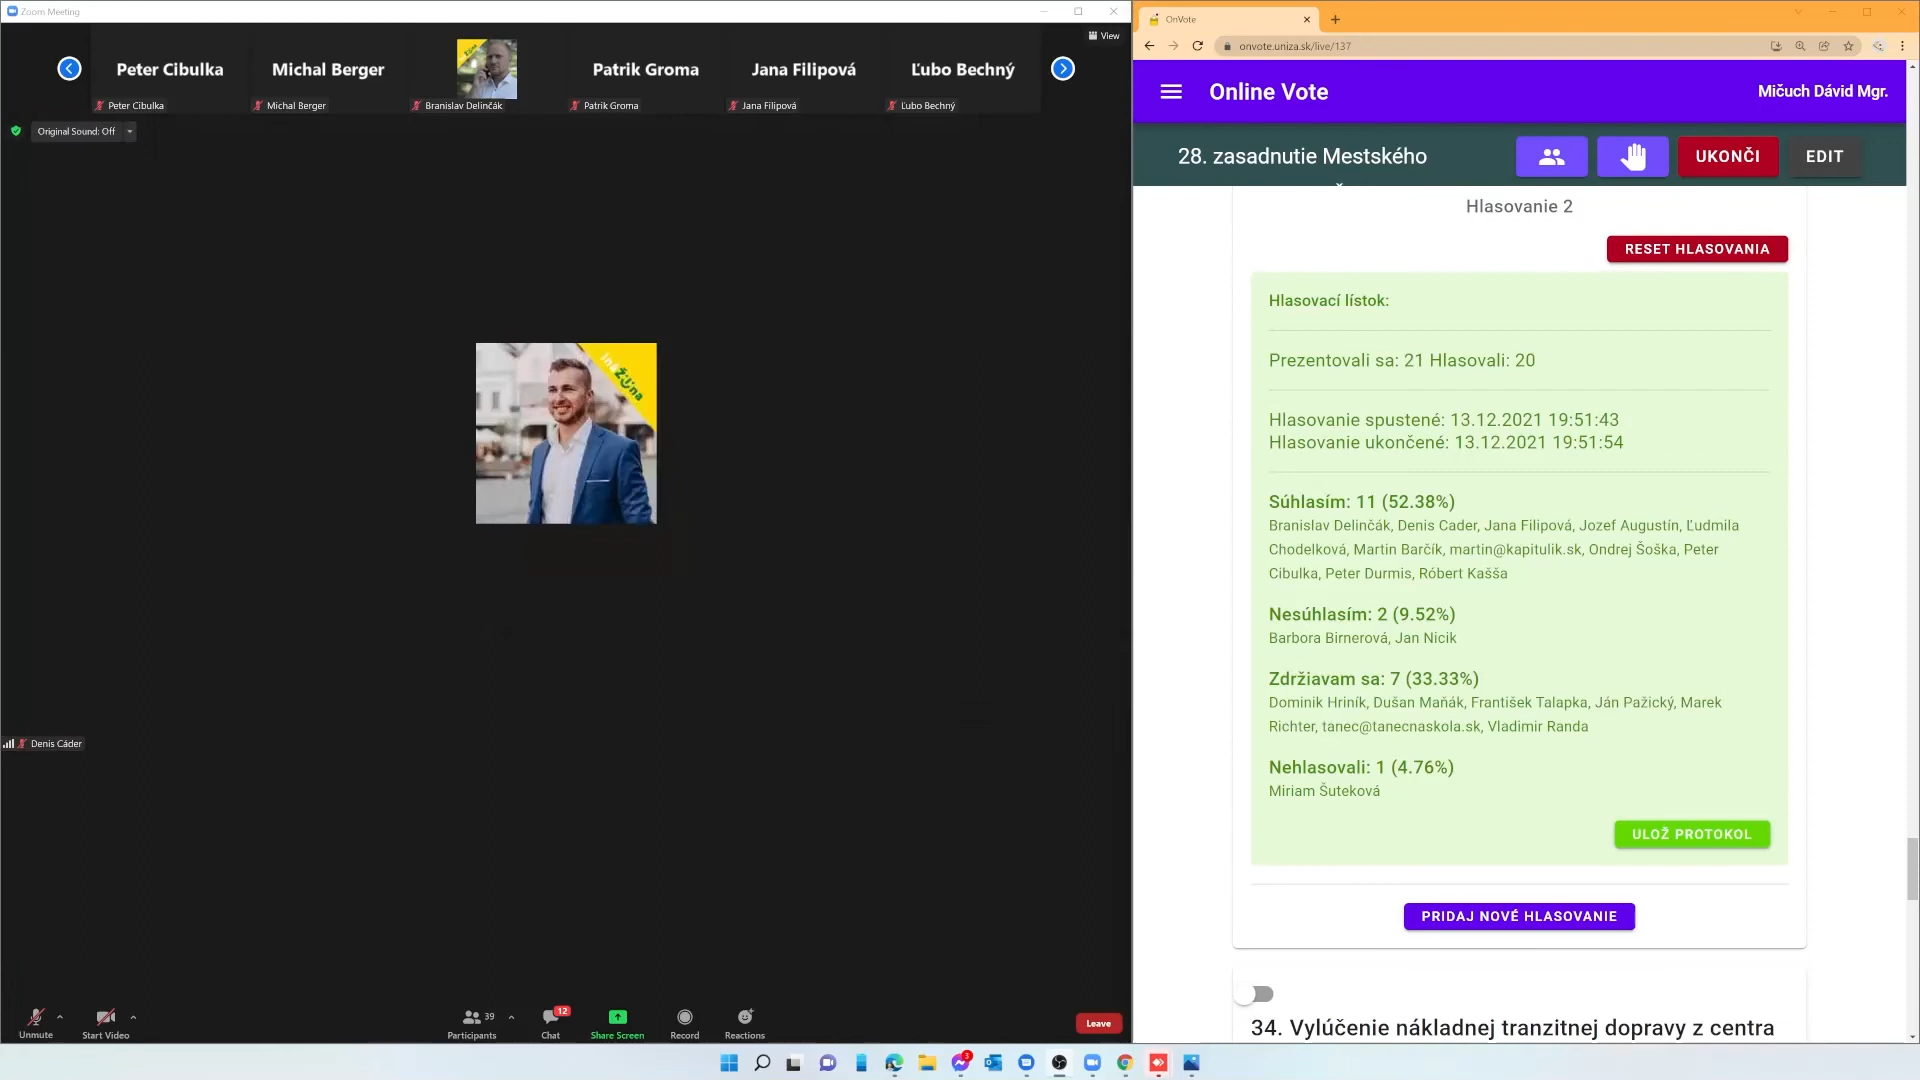 Zoom Meeting
View
Peter Cibulka
Michal Berger
Patrik Groma
Jana Filipová
Ľubo Bechný
Peter Cibulka
Michal Berger
Branislav Delinčák
Patrik Groma
Jana Filipová
Ľubo Bechný
Original Sound: Off
Denis Cáder
Unmute
Start Video
39
Participants
12
Chat
Share Screen
Record
Reactions
Leave
OnVote
onvote.uniza.sk/live/137
Online Vote
Mičuch Dávid Mgr.
28. zasadnutie Mestského
UKONČI
EDIT
Hlasovanie 2
RESET HLASOVANIA
Hlasovací lístok:
Prezentovali sa: 21 Hlasovali: 20
Hlasovanie spustené: 13.12.2021 19:51:43
Hlasovanie ukončené: 13.12.2021 19:51:54
Súhlasím: 11 (52.38%)
Branislav Delinčák, Denis Cader, Jana Filipová, Jozef Augustín, Ľudmila
Chodelková, Martin Barčík, martin@kapitulik.sk, Ondrej Šoška, Peter
Cibulka, Peter Durmis, Róbert Kašša
Nesúhlasím: 2 (9.52%)
Barbora Birnerová, Jan Nicik
Zdržiavam sa: 7 (33.33%)
Dominik Hriník, Dušan Maňák, František Talapka, Ján Pažický, Marek
Richter, tanec@tanecnaskola.sk, Vladimir Randa
Nehlasovali: 1 (4.76%)
Miriam Šuteková
ULOŽ PROTOKOL
PRIDAJ NOVÉ HLASOVANIE
34. Vylúčenie nákladnej tranzitnej dopravy z centra
3